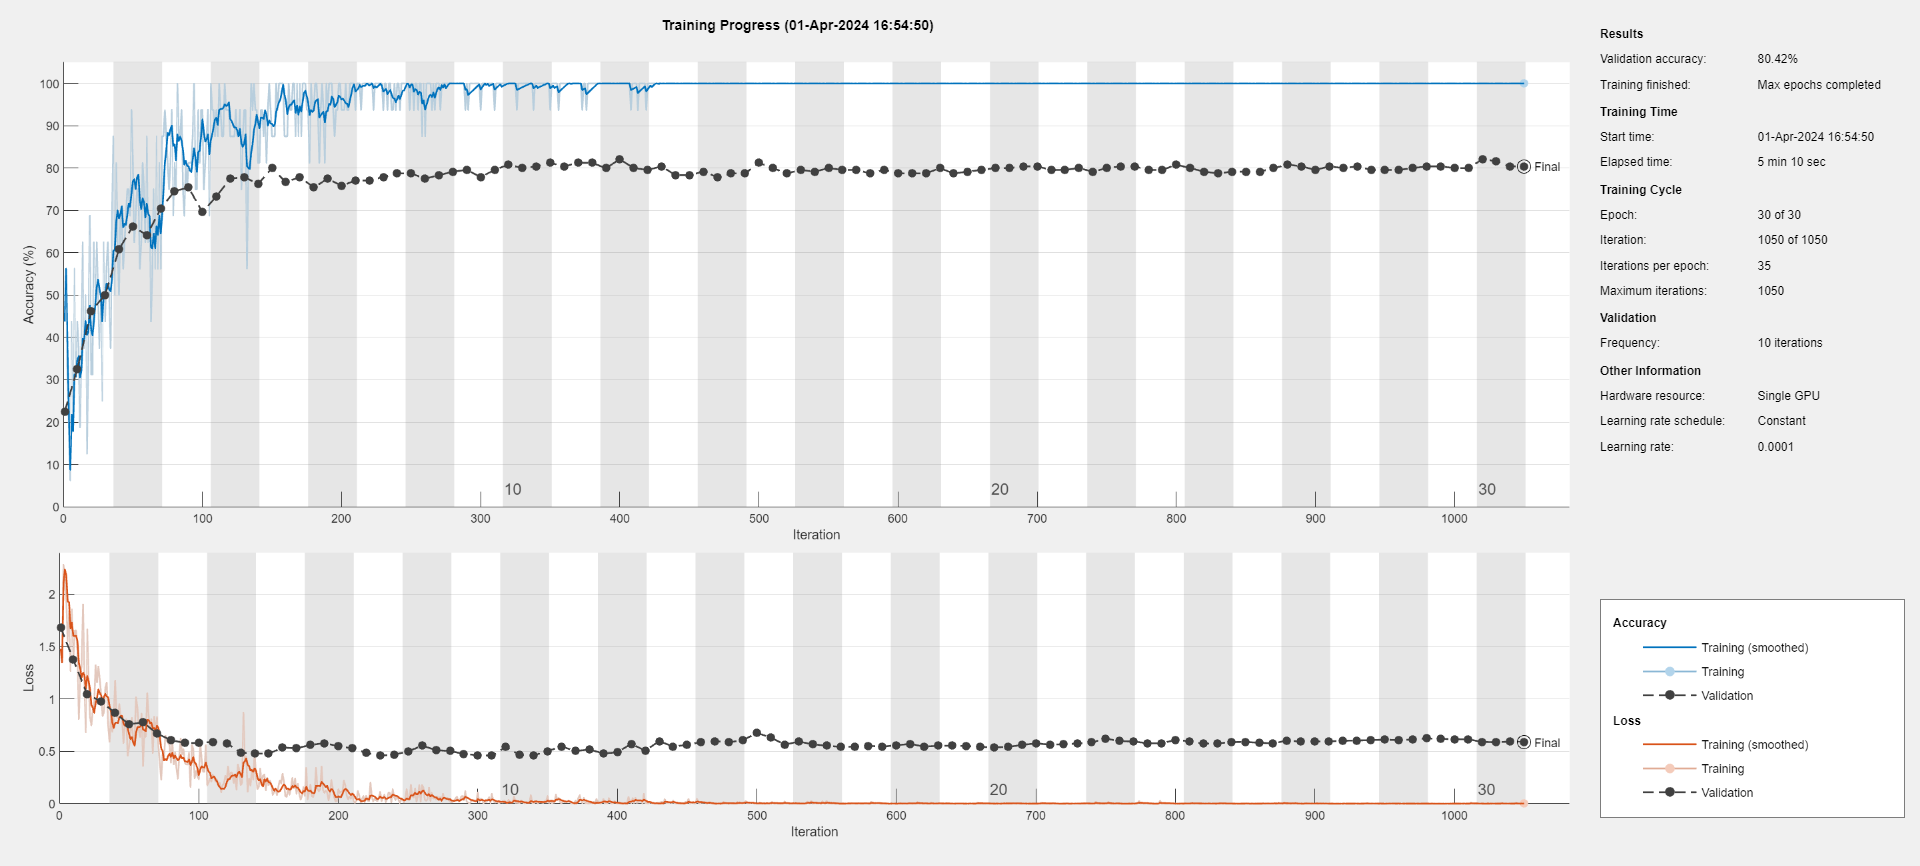 Training Progress (01-Apr-2024 16:54:50)
Accuracy (%)
100
90
80
70
60
50
40
30
20
10
0
Final
10
20
30
0 100 200 300 400 500 600 700 800 900 1000
Iteration
Loss
2
1.5
1
0.5
0
Final
10
20
30
0 100 200 300 400 500 600 700 800 900 1000
Iteration
Results
Validation accuracy: 80.42%
Training finished: Max epochs completed
Training Time
Start time: 01-Apr-2024 16:54:50
Elapsed time: 5 min 10 sec
Training Cycle
Epoch: 30 of 30
Iteration: 1050 of 1050
Iterations per epoch: 35
Maximum iterations: 1050
Validation
Frequency: 10 iterations
Other Information
Hardware resource: Single GPU
Learning rate schedule: Constant
Learning rate: 0.0001
Accuracy
Training (smoothed)
Training
Validation
Loss
Training (smoothed)
Training
Validation